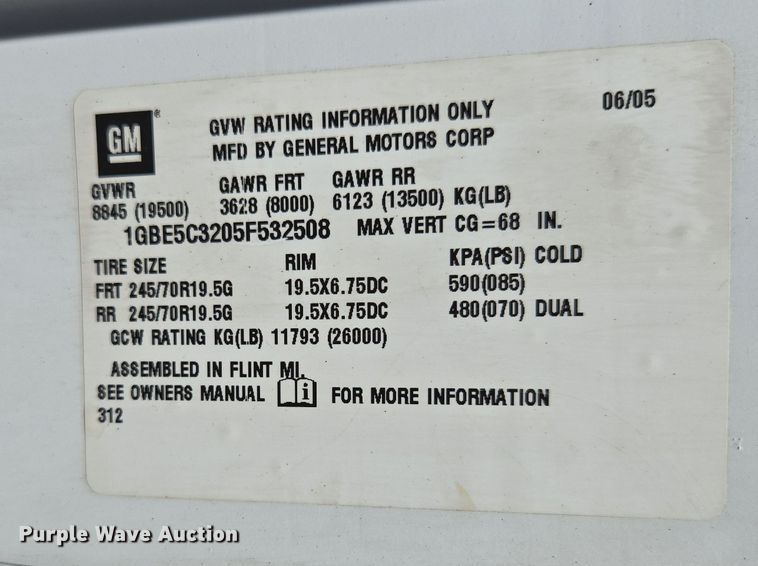 GM ®
GVW RATING INFORMATION ONLY 06/05
MFD BY GENERAL MOTORS CORP
GVWR GAWR FRT GAWR RR
8845 (19500) 3628 (8000) 6123 (13500) KG(LB)
1GBE5C3205F532508 MAX VERT CG=68 IN.
TIRE SIZE RIM KPA(PSI) COLD
FRT 245/70R19.5G 19.5X6.75DC 590(085)
RR 245/70R19.5G 19.5X6.75DC 480(070) DUAL
GCW RATING KG(LB) 11793 (26000)
ASSEMBLED IN FLINT MI.
SEE OWNERS MANUAL i FOR MORE INFORMATION
312
Purple Wave Auction